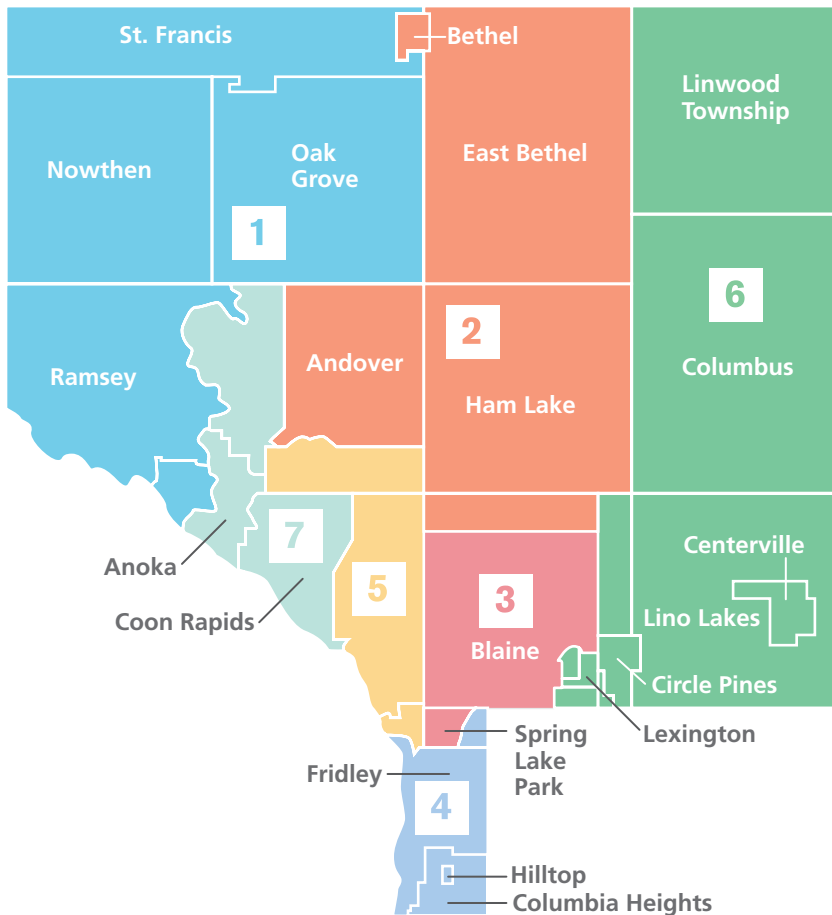 St. Francis
Bethel
Linwood
Township
Nowthen
Oak
Grove
East Bethel
1
6
2
Ramsey
Andover
Columbus
Ham Lake
7
Centerville
Anoka
5
3
Lino Lakes
Coon Rapids
Blaine
Circle Pines
Spring
Lake
Park
Lexington
Fridley
4
Hilltop
Columbia Heights